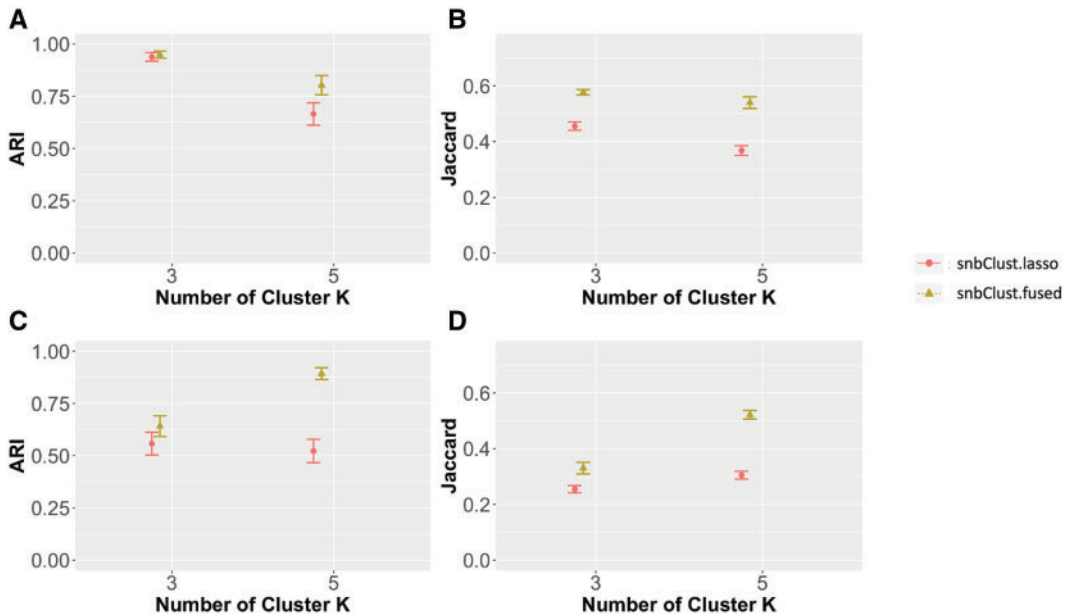 A
ARI
1.00
0.75
0.50
0.25
0.00
3
5
Number of Cluster K
B
Jaccard
0.6
0.4
0.2
0.0
3
5
Number of Cluster K
snbClust.lasso
snbClust.fused
C
ARI
1.00
0.75
0.50
0.25
0.00
3
5
Number of Cluster K
D
Jaccard
0.6
0.4
0.2
0.0
3
5
Number of Cluster K